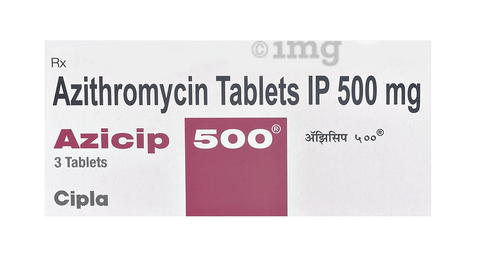 ©1mg
Rx
Azithromycin Tablets IP 500 mg
Azicip 500® ॲझिसिप ५००®
3 Tablets
Cipla